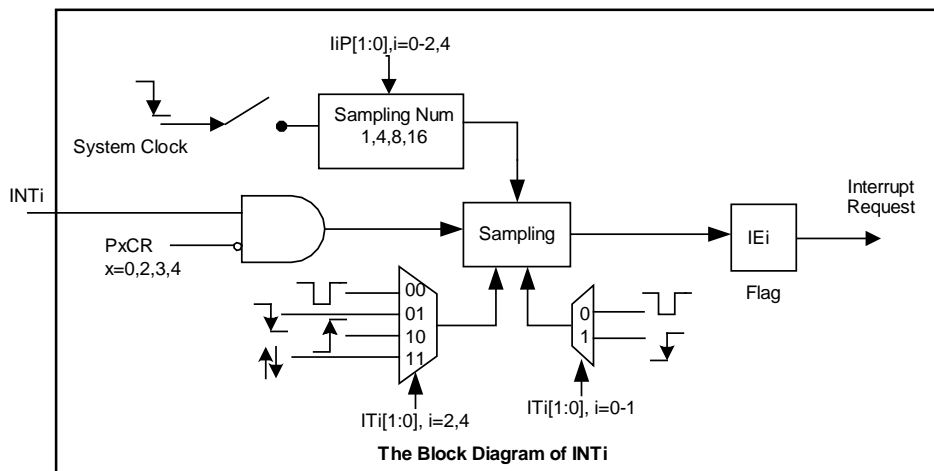 IiP[1:0],i=0-2,4
Sampling Num
1,4,8,16
System Clock
INTi
PxCR
x=0,2,3,4
Sampling
Interrupt
Request
IEi
Flag
00
01
10
11
0
1
ITi[1:0], i=2,4
ITi[1:0], i=0-1
The Block Diagram of INTi